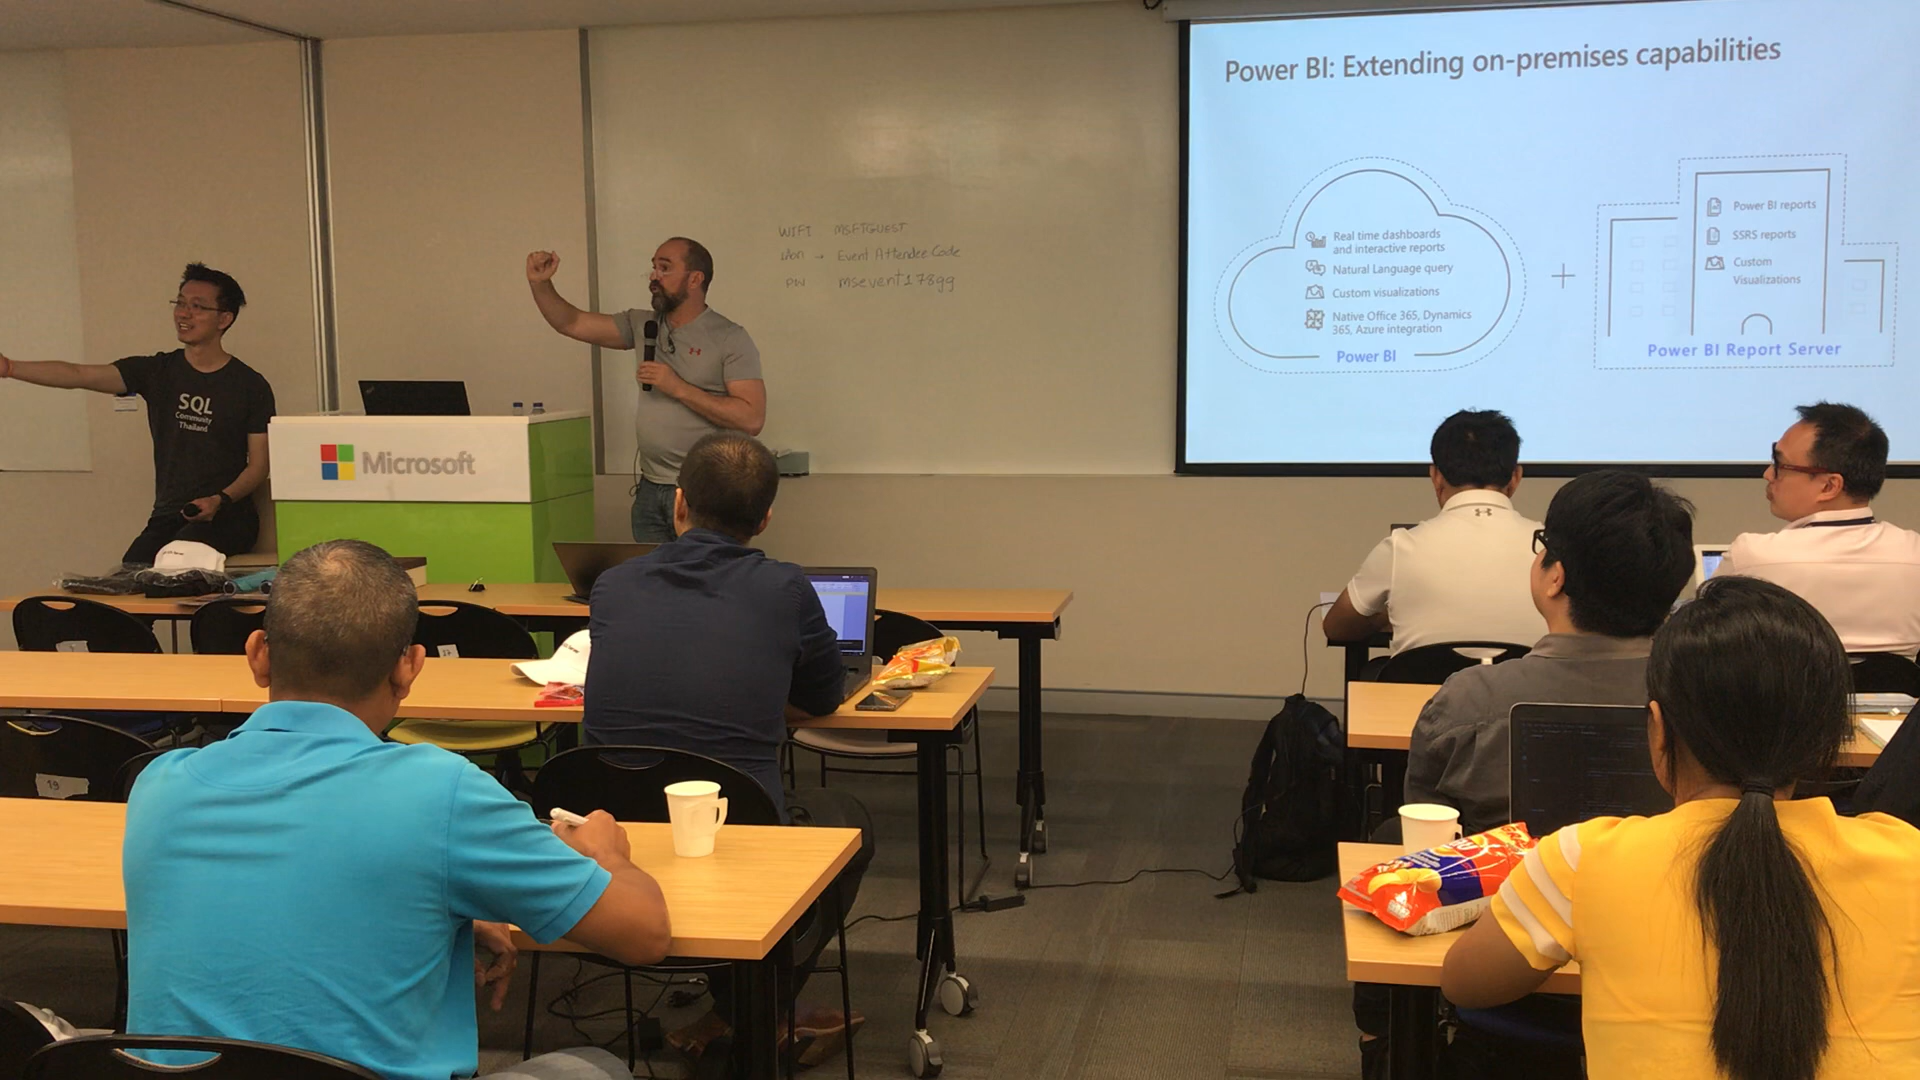 Power BI: Extending on-premises capabilities
Real time dashboards
and interactive reports
Natural Language query
Custom visualizations
Native Office 365, Dynamics
365, Azure integration
Power BI
+
Power BI reports
SSRS reports
Custom
Visualizations
Power BI Report Server
WIFI MSFTGUEST
→ Event Attendee Code
PIN msevent178gg
SQL
Community
Thailand
Microsoft
19